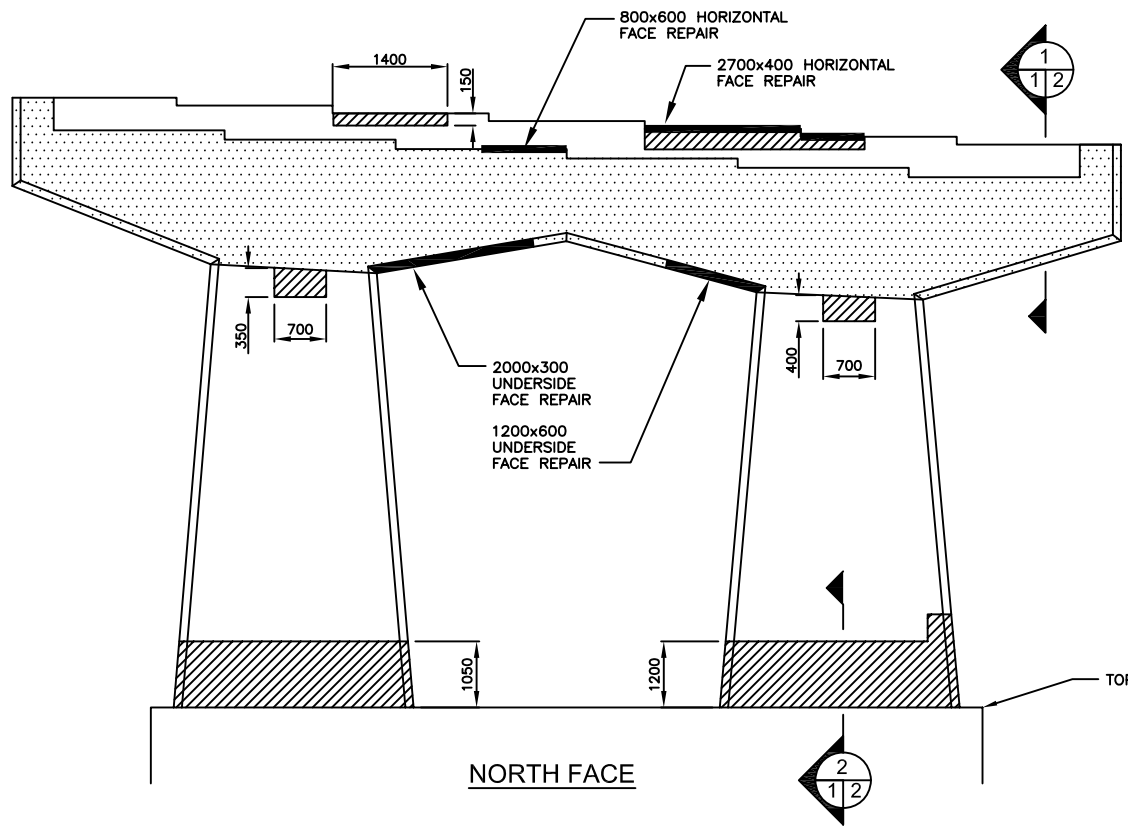 800x600 HORIZONTAL
FACE REPAIR
2700x400 HORIZONTAL
FACE REPAIR
1
1 2
1400
150
350
700
2000x300
UNDERSIDE
FACE REPAIR
1200x600
UNDERSIDE
FACE REPAIR
400
700
1050
1200
TOP
NORTH FACE
2
1 2